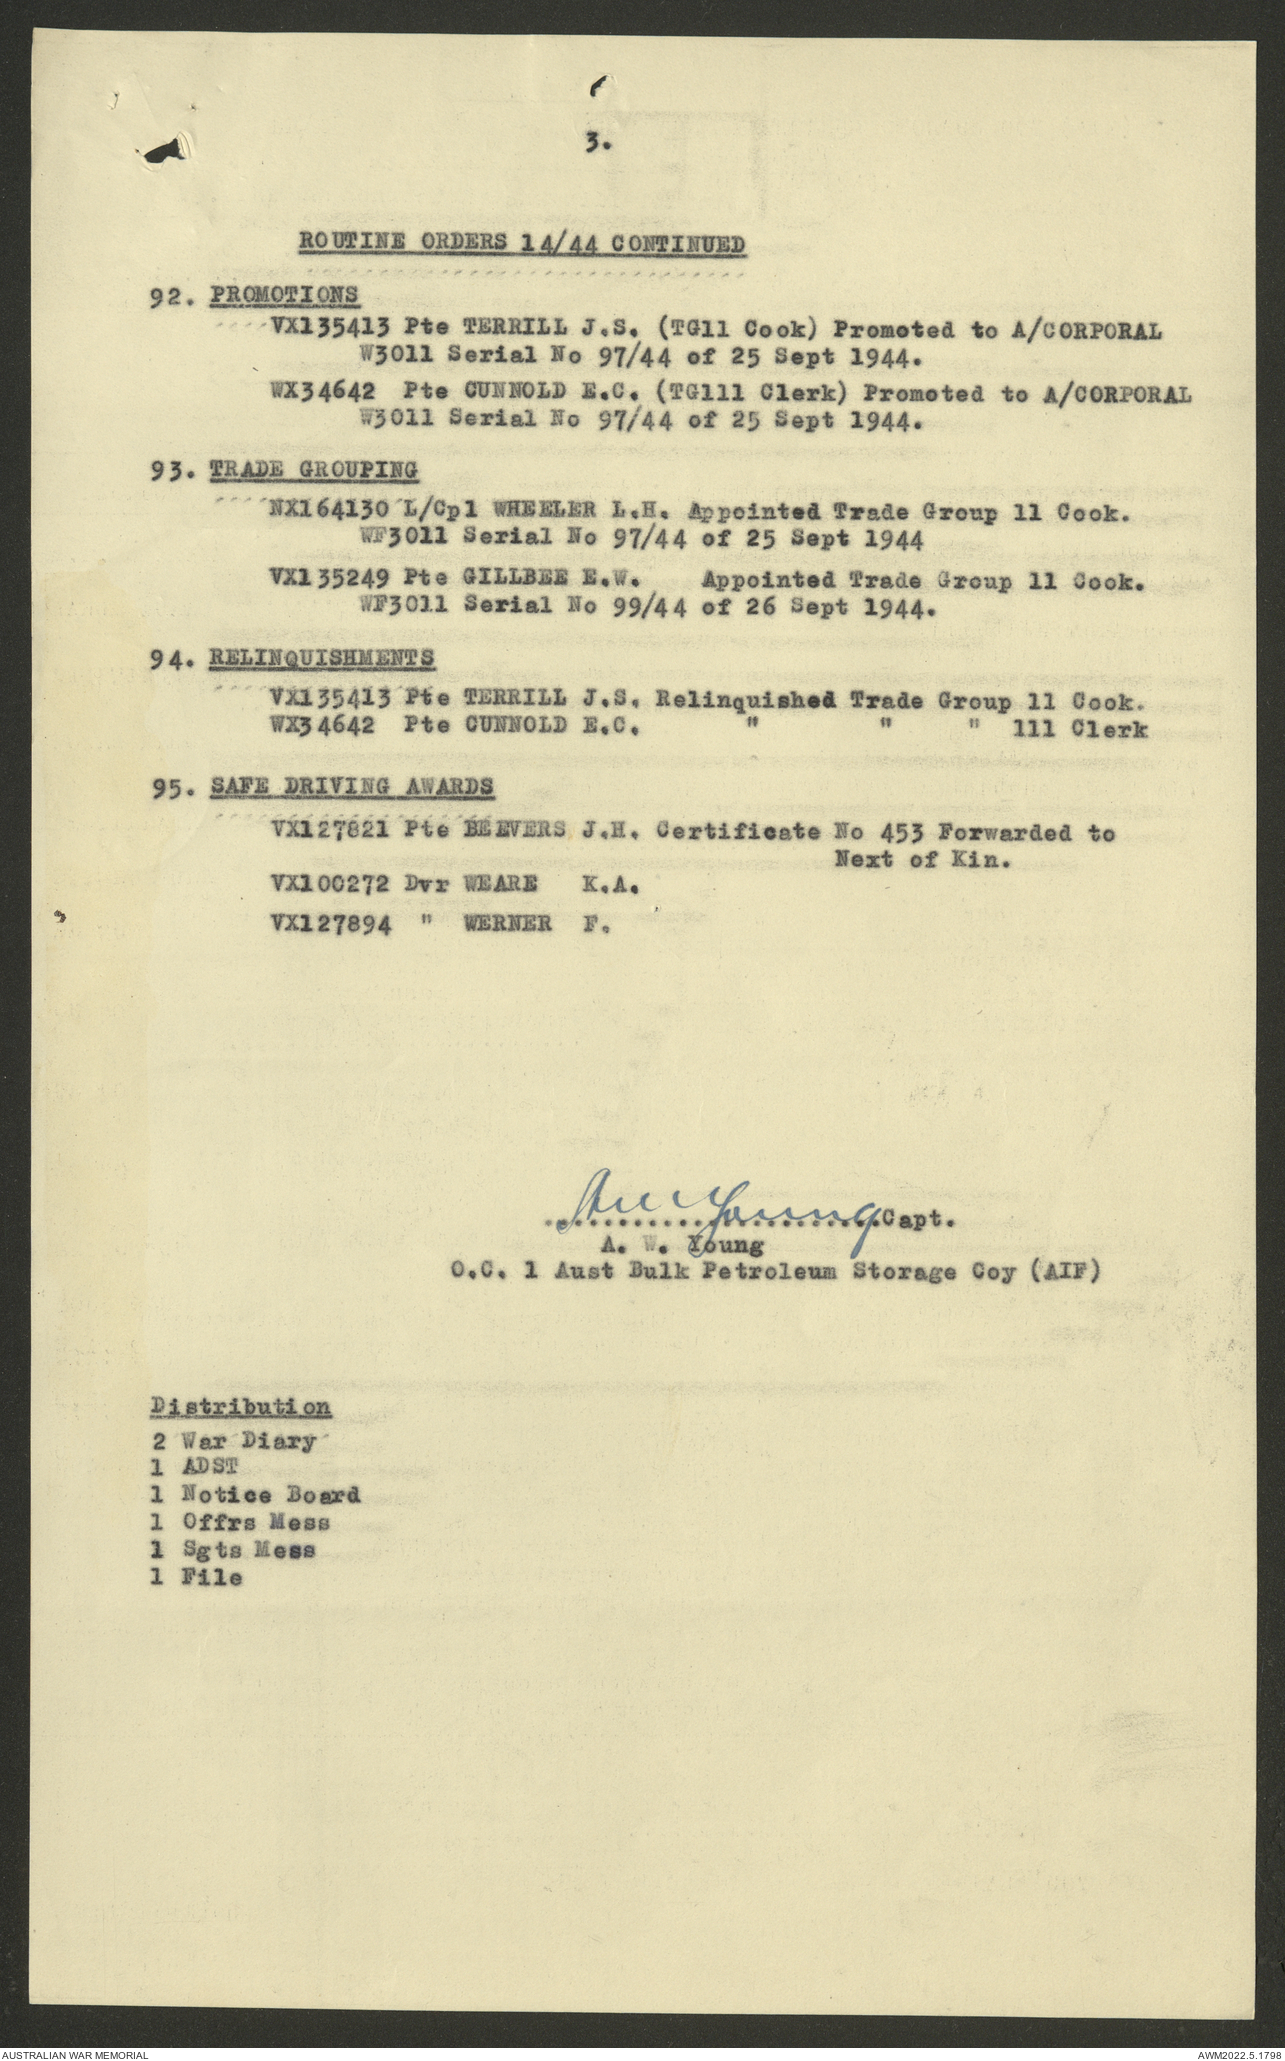 3.
ROUTINE ORDERS 14/44 CONTINUED
92. PROMOTIONS
VX135413 Pte TERRILL J.S. (TG11 Cook) Promoted to A/CORPORAL
W3011 Serial No 97/44 of 25 Sept 1944.
WX34642 Pte CUNNOLD E.C. (TG111 Clerk) Promoted to A/CORPORAL
W3011 Serial No 97/44 of 25 Sept 1944.
93. TRADE GROUPING
NX164130 L/Cpl WHEELER L.H. Appointed Trade Group 11 Cook.
WF3011 Serial No 97/44 of 25 Sept 1944
VX135249 Pte GILLBEE E.W. Appointed Trade Group 11 Cook.
WF3011 Serial No 99/44 of 26 Sept 1944.
94. RELINQUISHMENTS
VX135413 Pte TERRILL J.S. Relinquished Trade Group 11 Cook.
WX34642 Pte CUNNOLD E.C. " " " 111 Clerk
95. SAFE DRIVING AWARDS
VX127821 Pte BEEVERS J.H. Certificate No 453 Forwarded to
Next of Kin.
VX100272 Dvr WEARE K.A.
VX127894 " WERNER F.
AW Young
..........................Capt.
A. W. Young
O.C. 1 Aust Bulk Petroleum Storage Coy (AIF)
Distribution
2 War Diary
1 ADST
1 Notice Board
1 Offrs Mess
1 Sgts Mess
1 File
AUSTRALIAN WAR MEMORIAL
AWM2022.5.1798